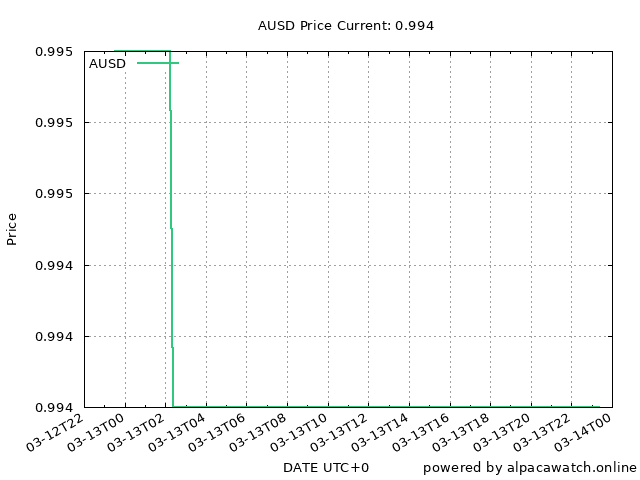 AUSD Price Current: 0.994
0.995
AUSD
0.995
0.995
Price
0.994
0.994
0.994
03-12T22
03-13T00
03-13T02
03-13T04
03-13T06
03-13T08
03-13T10
03-13T12
03-13T14
03-13T16
03-13T18
03-13T20
03-13T22
03-14T00
DATE UTC+0
powered by alpacawatch.online